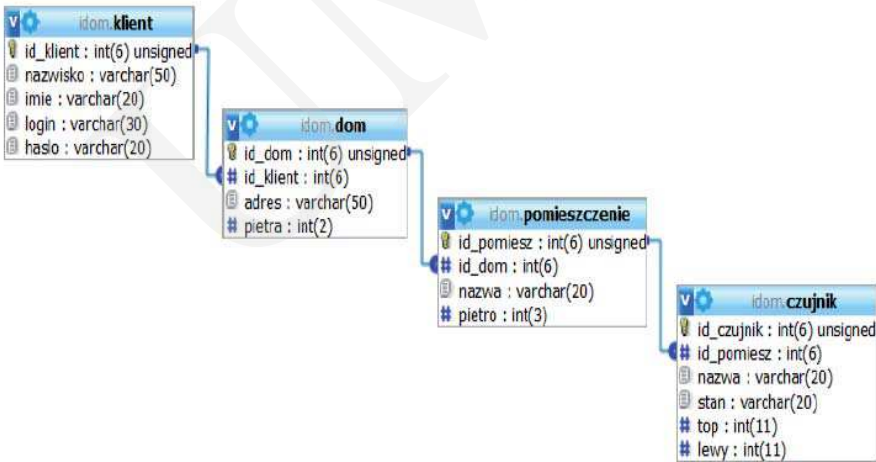 idom.klient
id_klient : int(6) unsigned
nazwisko : varchar(50)
imie : varchar(20)
login : varchar(30)
haslo : varchar(20)
idom.dom
id_dom : int(6) unsigned
# id_klient : int(6)
adres : varchar(50)
# pietra : int(2)
idom.pomieszczenie
id_pomiesz : int(6) unsigned
# id_dom : int(6)
nazwa : varchar(20)
# pietro : int(3)
idom.czujnik
id_czujnik : int(6) unsigned
# id_pomiesz : int(6)
nazwa : varchar(20)
stan : varchar(20)
# top : int(11)
# lewy : int(11)